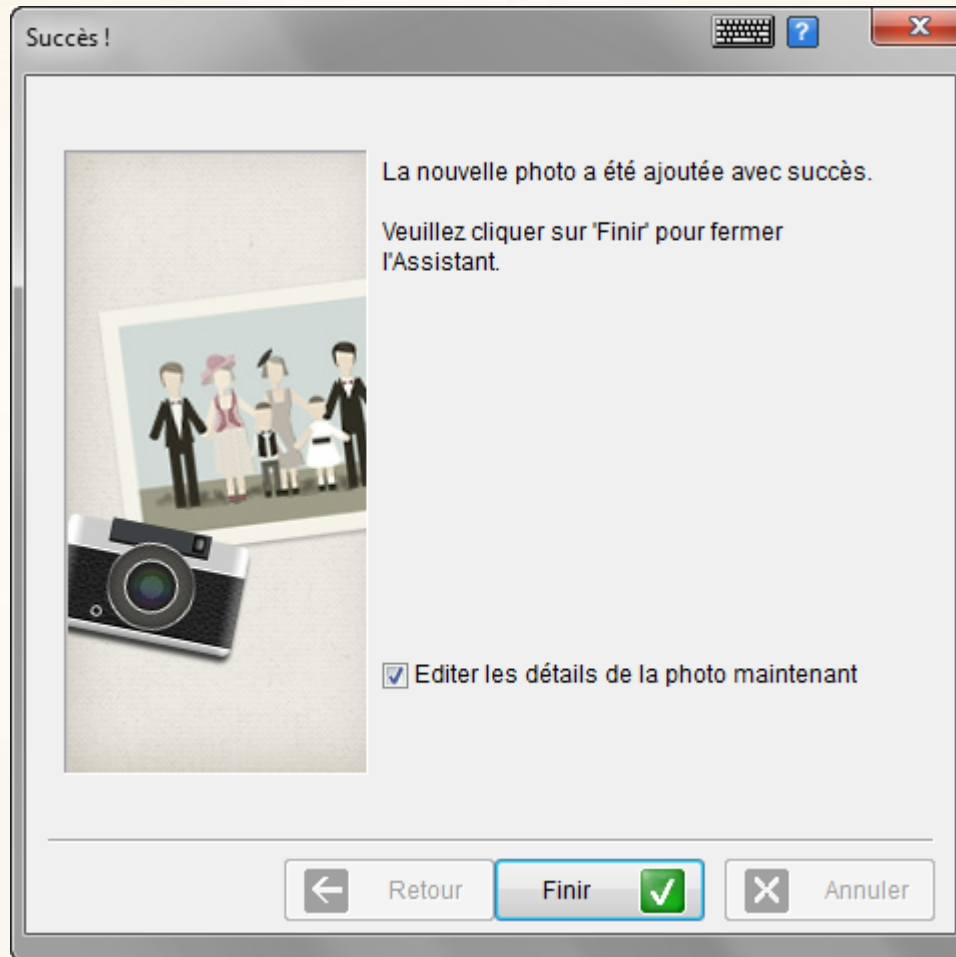 Succès !
?
La nouvelle photo a été ajoutée avec succès.
Veuillez cliquer sur 'Finir' pour fermer
l'Assistant.
Editer les détails de la photo maintenant
Retour
Finir
Annuler